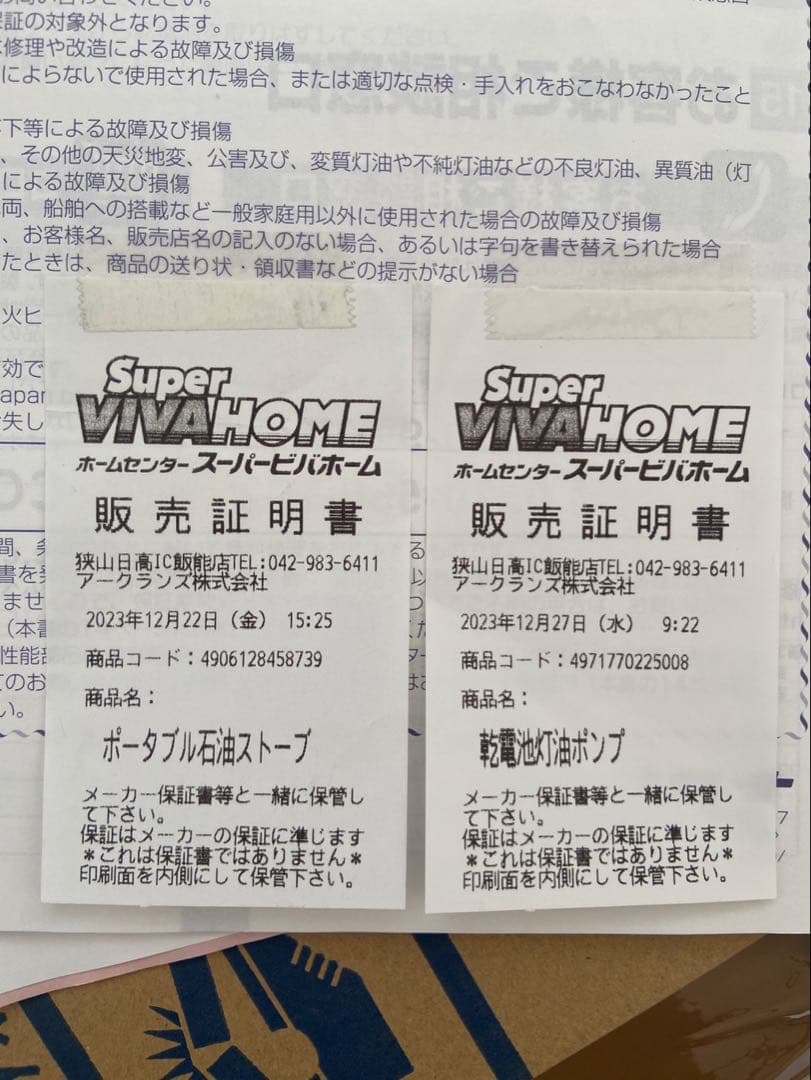 保証の対象外となります。
修理や改造による故障及び損傷
によらないで使用された場合、または適切な点検・手入れをおこなわなかったこと
下等による故障及び損傷
、その他の天災地変、公害及び、変質灯油や不純灯油などの不良灯油、異質油（灯
による故障及び損傷
両、船舶への搭載など一般家庭用以外に使用された場合の故障及び損傷
、お客様名、販売店名の記入のない場合、あるいは字句を書き替えられた場合
たときは、商品の送り状・領収書などの提示がない場合
Super
VIVAHOME
ホームセンター スーパービバホーム
販売証明書
狭山日高IC飯能店TEL:042-983-6411
アークランズ株式会社
2023年12月22日（金） 15:25
商品コード：4906128458739
商品名：
ポータブル石油ストーブ
メーカー保証書等と一緒に保管し
て下さい。
保証はメーカーの保証に準じます
＊これは保証書ではありません＊
印刷面を内側にして保管下さい。
Super
VIVAHOME
ホームセンター スーパービバホーム
販売証明書
狭山日高IC飯能店TEL:042-983-6411
アークランズ株式会社
2023年12月27日（水） 9:22
商品コード：4971770225008
商品名：
乾電池灯油ポンプ
メーカー保証書等と一緒に保管し
て下さい。
保証はメーカーの保証に準じます
＊これは保証書ではありません＊
印刷面を内側にして保管下さい。